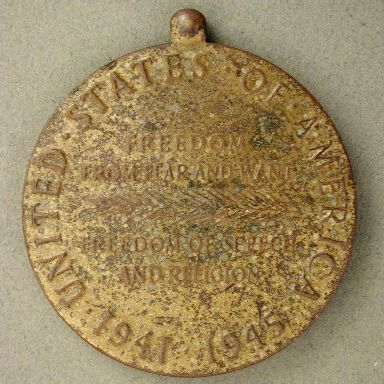 UNITED · STATES · OF · AMERICA
· 1941 · 1945 ·
FREEDOM
FROM FEAR AND WANT
FREEDOM OF SPEECH
AND RELIGION